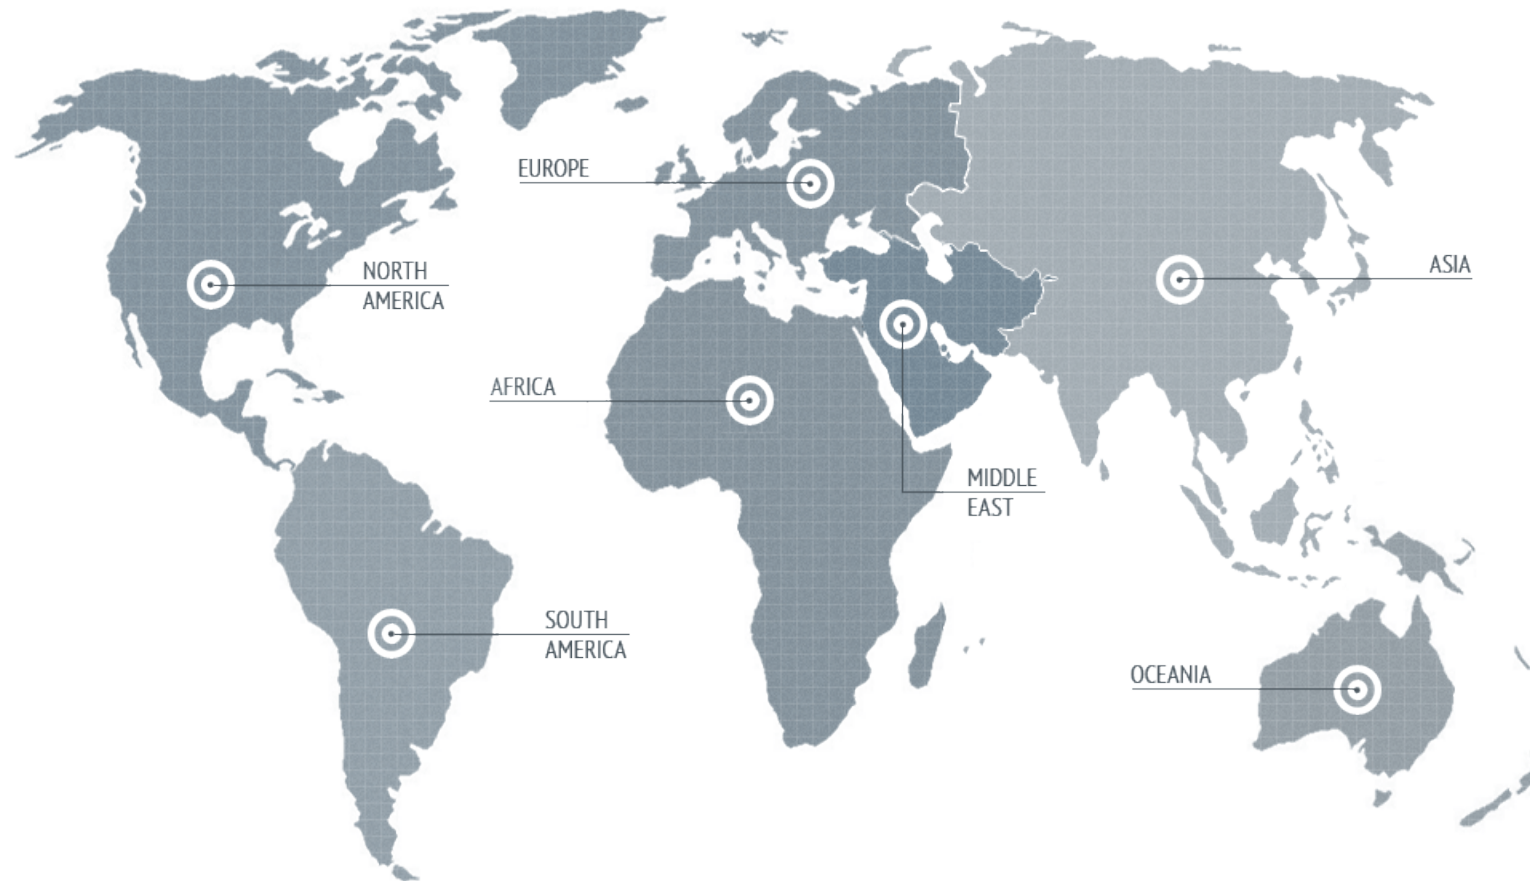 EUROPE
NORTH
AMERICA
ASIA
AFRICA
MIDDLE
EAST
SOUTH
AMERICA
OCEANIA